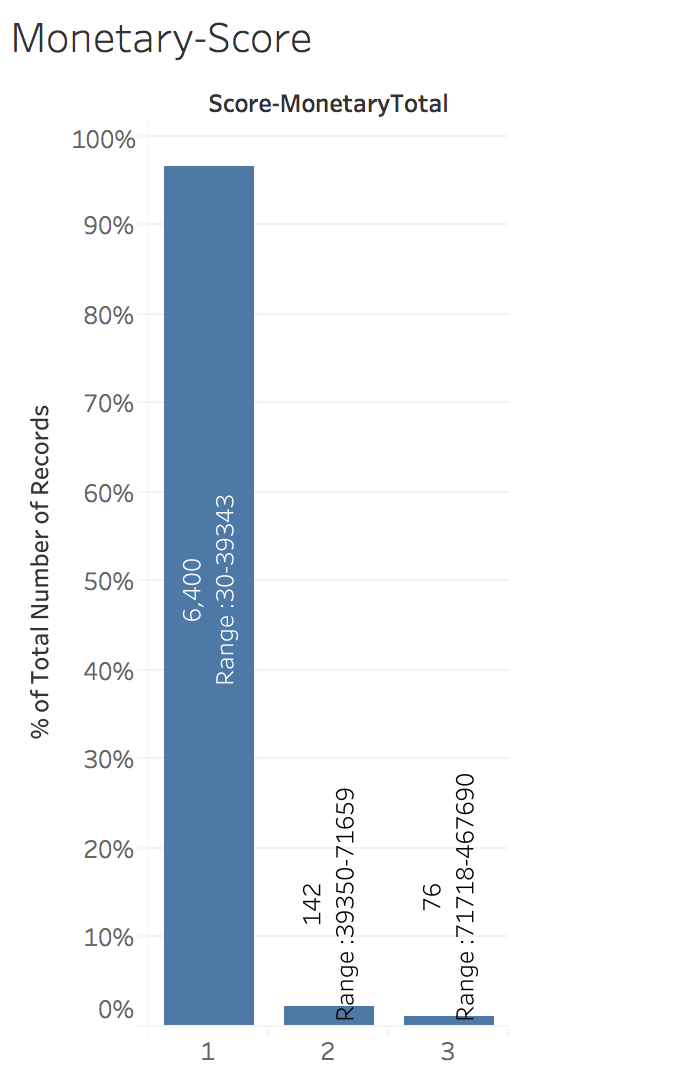 Monetary-Score
Score-MonetaryTotal
% of Total Number of Records
100%
90%
80%
70%
60%
50%
40%
30%
20%
10%
0%
6,400
Range :30-39343
142
Range :39350-71659
76
Range :71718-467690
1
2
3